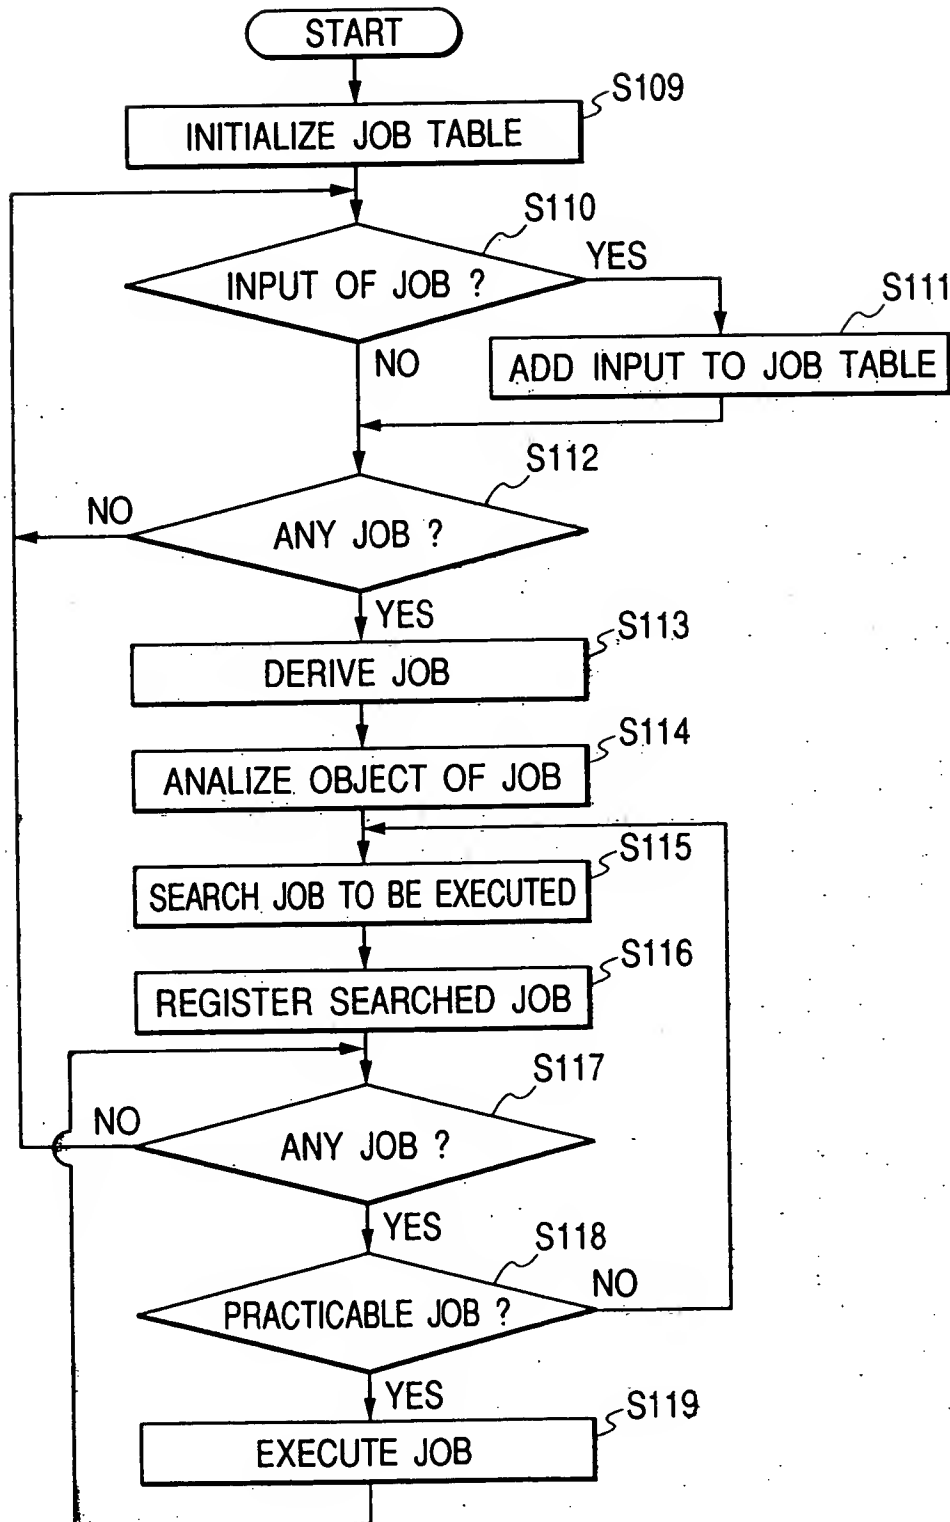 START
S109
INITIALIZE JOB TABLE
S110
INPUT OF JOB ?
YES
S111
NO
ADD INPUT TO JOB TABLE
S112
NO
ANY JOB ?
YES
S113
DERIVE JOB
S114
ANALIZE OBJECT OF JOB
S115
SEARCH JOB TO BE EXECUTED
S116
REGISTER SEARCHED JOB
S117
NO
ANY JOB ?
YES
S118
NO
PRACTICABLE JOB ?
YES
S119
EXECUTE JOB